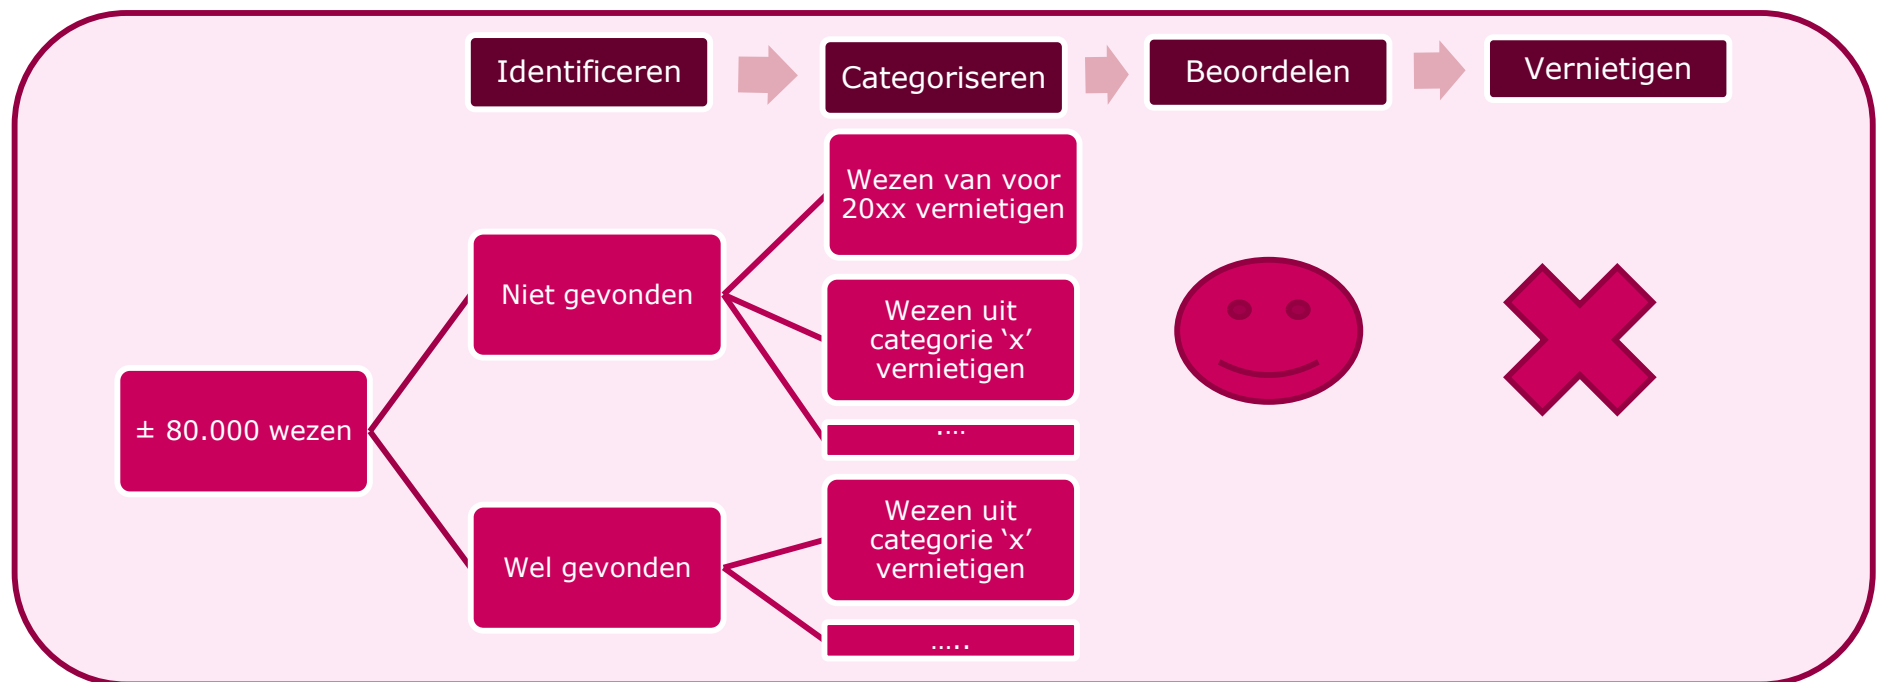 Identificeren
Categoriseren
Beoordelen
Vernietigen
Wezen van voor
20xx vernietigen
Niet gevonden
Wezen uit
categorie ‘x’
vernietigen
.…
± 80.000 wezen
Wel gevonden
Wezen uit
categorie ‘x’
vernietigen
…..